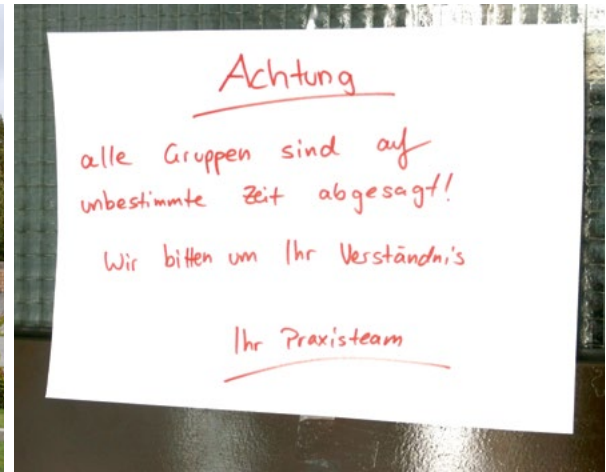 Achtung
alle Gruppen sind auf
unbestimmte Zeit abgesagt!
Wir bitten um Ihr Verständnis
Ihr Praxisteam